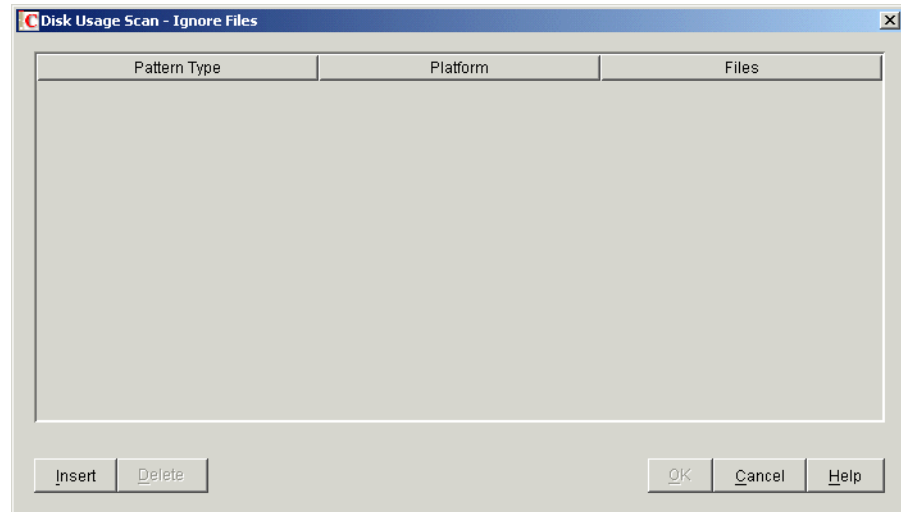 C Disk Usage Scan - Ignore Files
Pattern Type Platform Files
Insert Delete OK Cancel Help